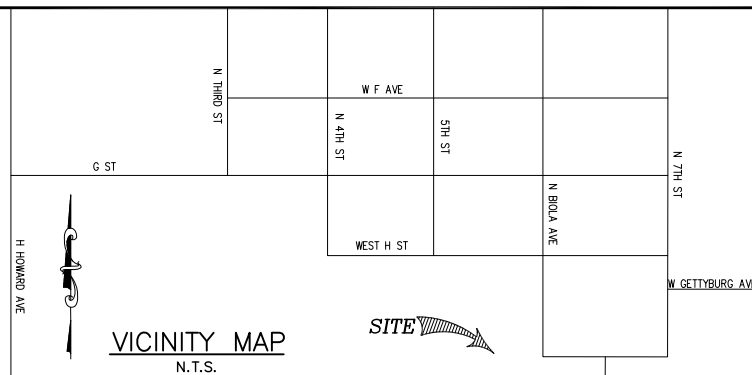 N THIRD ST
W F AVE
N 4TH ST
5TH ST
N 7TH ST
G ST
N BIOLA AVE
H HOWARD AVE
WEST H ST
W GETTYBURG AVE
SITE
VICINITY MAP
N.T.S.